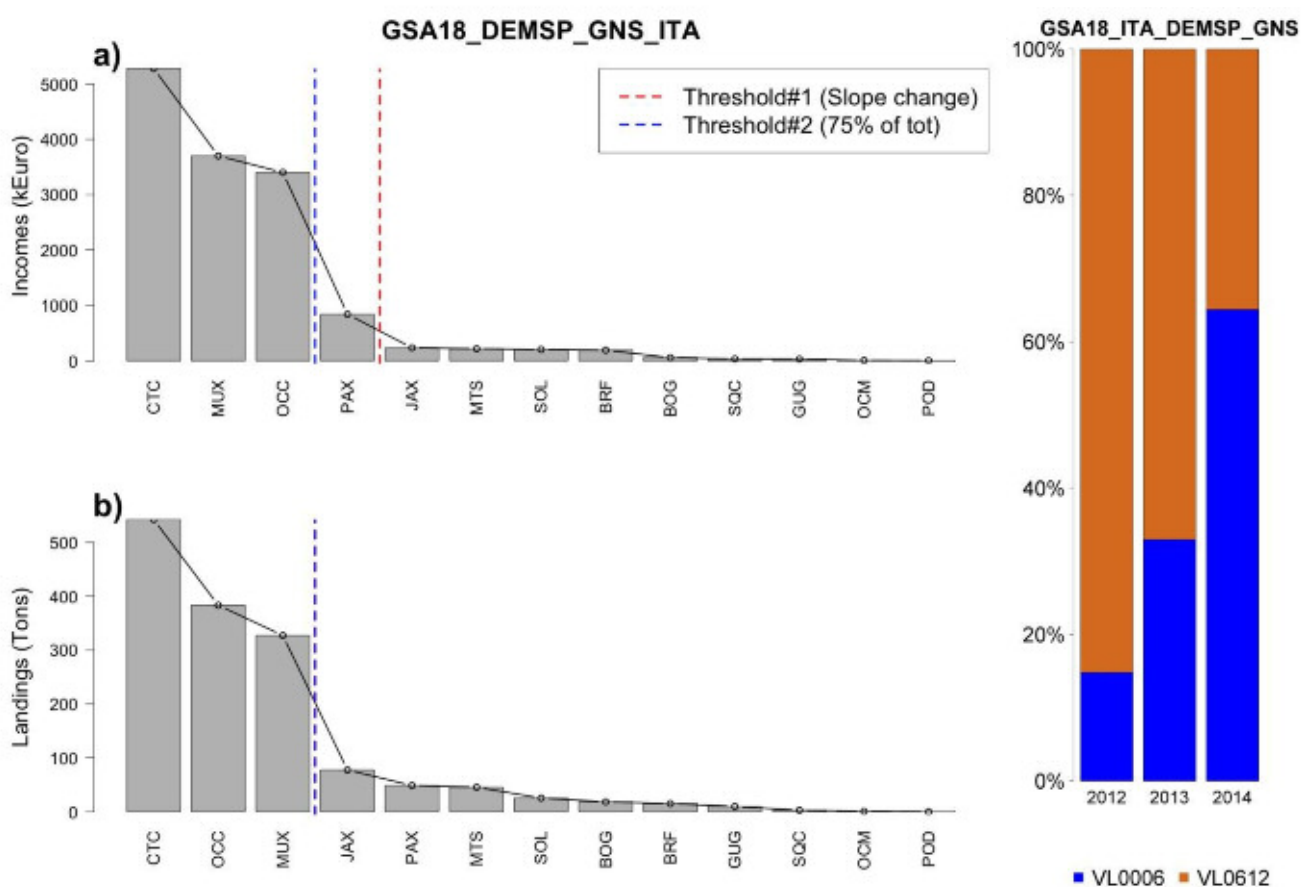 GSA18_DEMSP_GNS_ITA
a)
Incomes (kEuro)
5000
4000
3000
2000
1000
0
Threshold#1 (Slope change)
Threshold#2 (75% of tot)
CTC MUX OCC PAX JAX MTS SOL BRF BOG SQC GUG OCM POD
b)
Landings (Tons)
500
400
300
200
100
0
CTC OCC MUX JAX PAX MTS SOL BOG BRF GUG SQC OCM POD
GSA18_ITA_DEMSP_GNS
100%
80%
60%
40%
20%
0%
2012 2013 2014
VL0006 VL0612